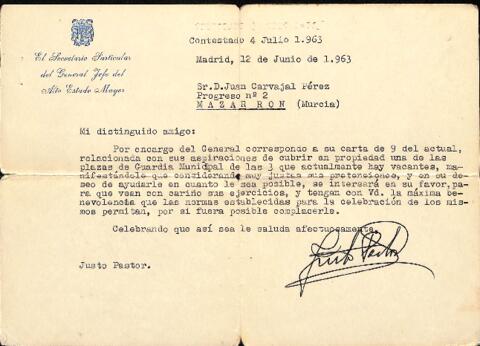 Contestado 4 Julio 1.963
El Secretario Particular
del General Jefe del
Alto Estado Mayor
Madrid, 12 de Junio de 1.963
Sr.D.Juan Carvajal Pérez
Progreso nº 2
MAZARRON (Murcia)
Mi distinguido amigo:
Por encargo del General correspondo a su carta de 9 del actual,
relacionada con sus aspiraciones de cubrir en propiedad una de las
plazas de Guardia Municipal de las 3 que actualmente hay vacantes, ma-
nifestándole que considerando muy justas sus pretensiones, y en su de-
seo de ayudarle en cuanto le sea posible, se intersará en su favor, pa-
ra que vean cariño sus ejercicios, y tengan con Vd. la máxima be-
nevolencia que las normas establecidas para la celebración de los mis-
mos permitan, por si fuera posible complacerle.
Celebrando que así sea le saluda afectuosamente.
Justo Pastor
Justo Pastor.